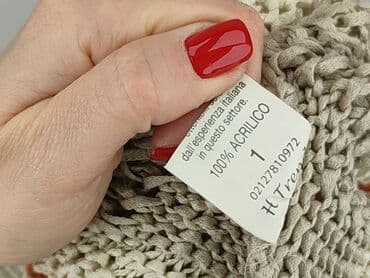 dall'esperienza italiana
in questo settore.
100% ACRILICO
1
02127810972